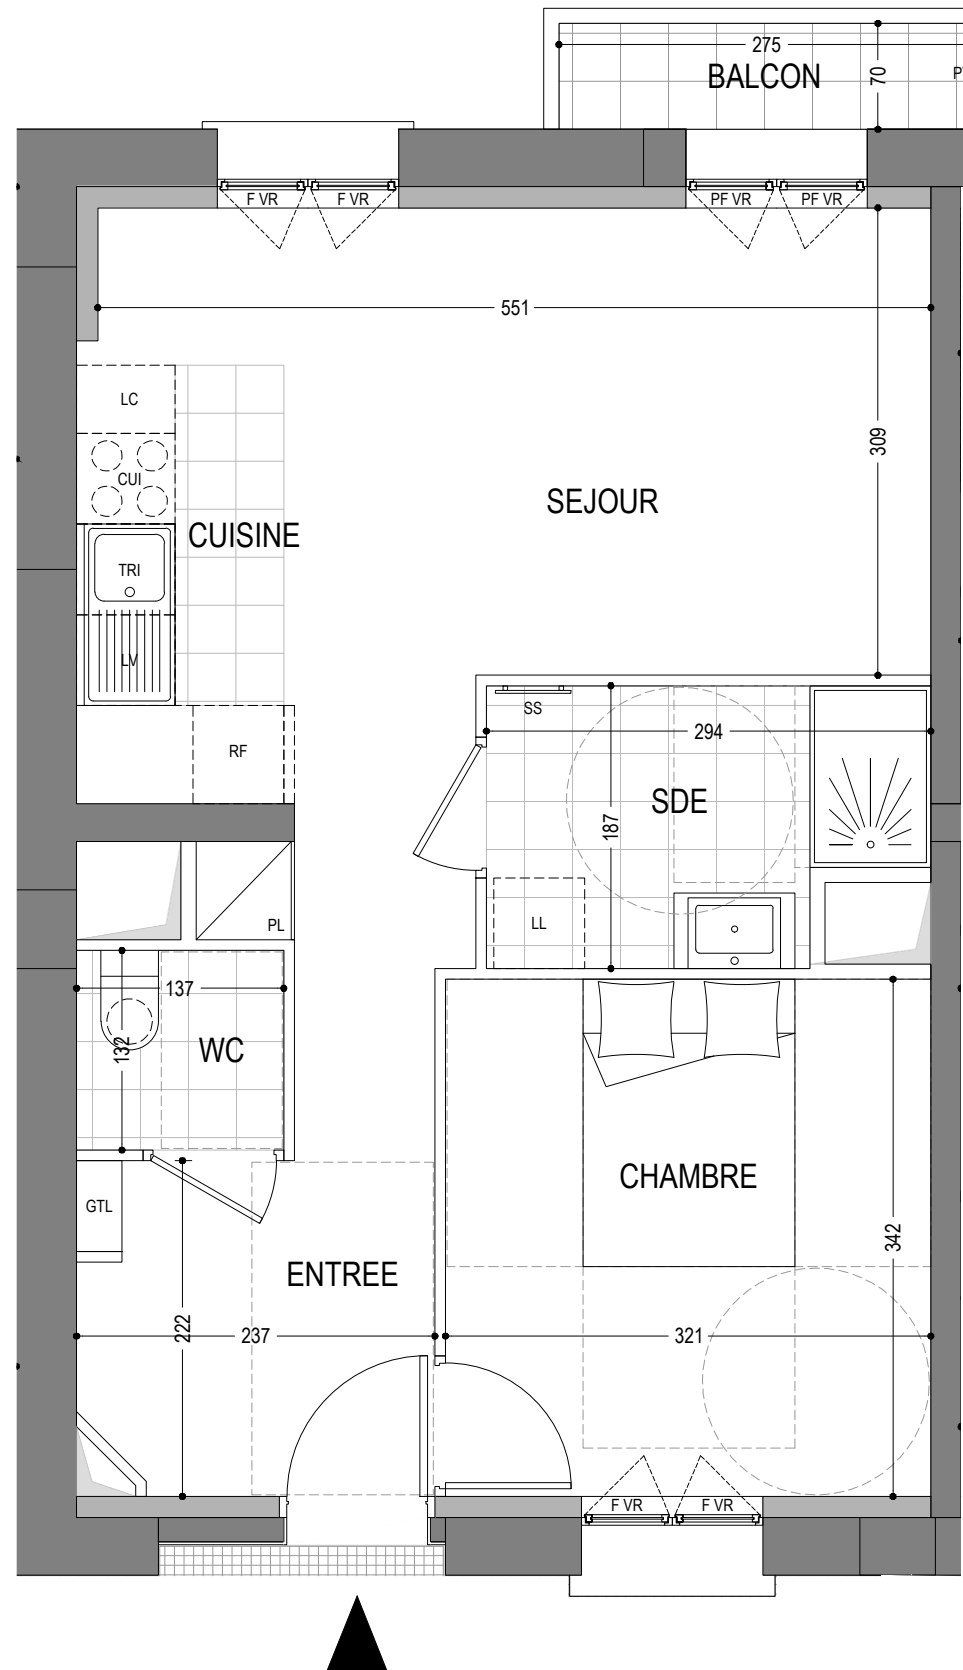 275
BALCON
70
P
F VR
F VR
PF VR
PF VR
551
309
LC
CUI
CUISINE
SEJOUR
TRI
LV
RF
SS
294
SDE
187
LL
PL
137
132
WC
GTL
CHAMBRE
342
ENTREE
222
237
321
F VR
F VR